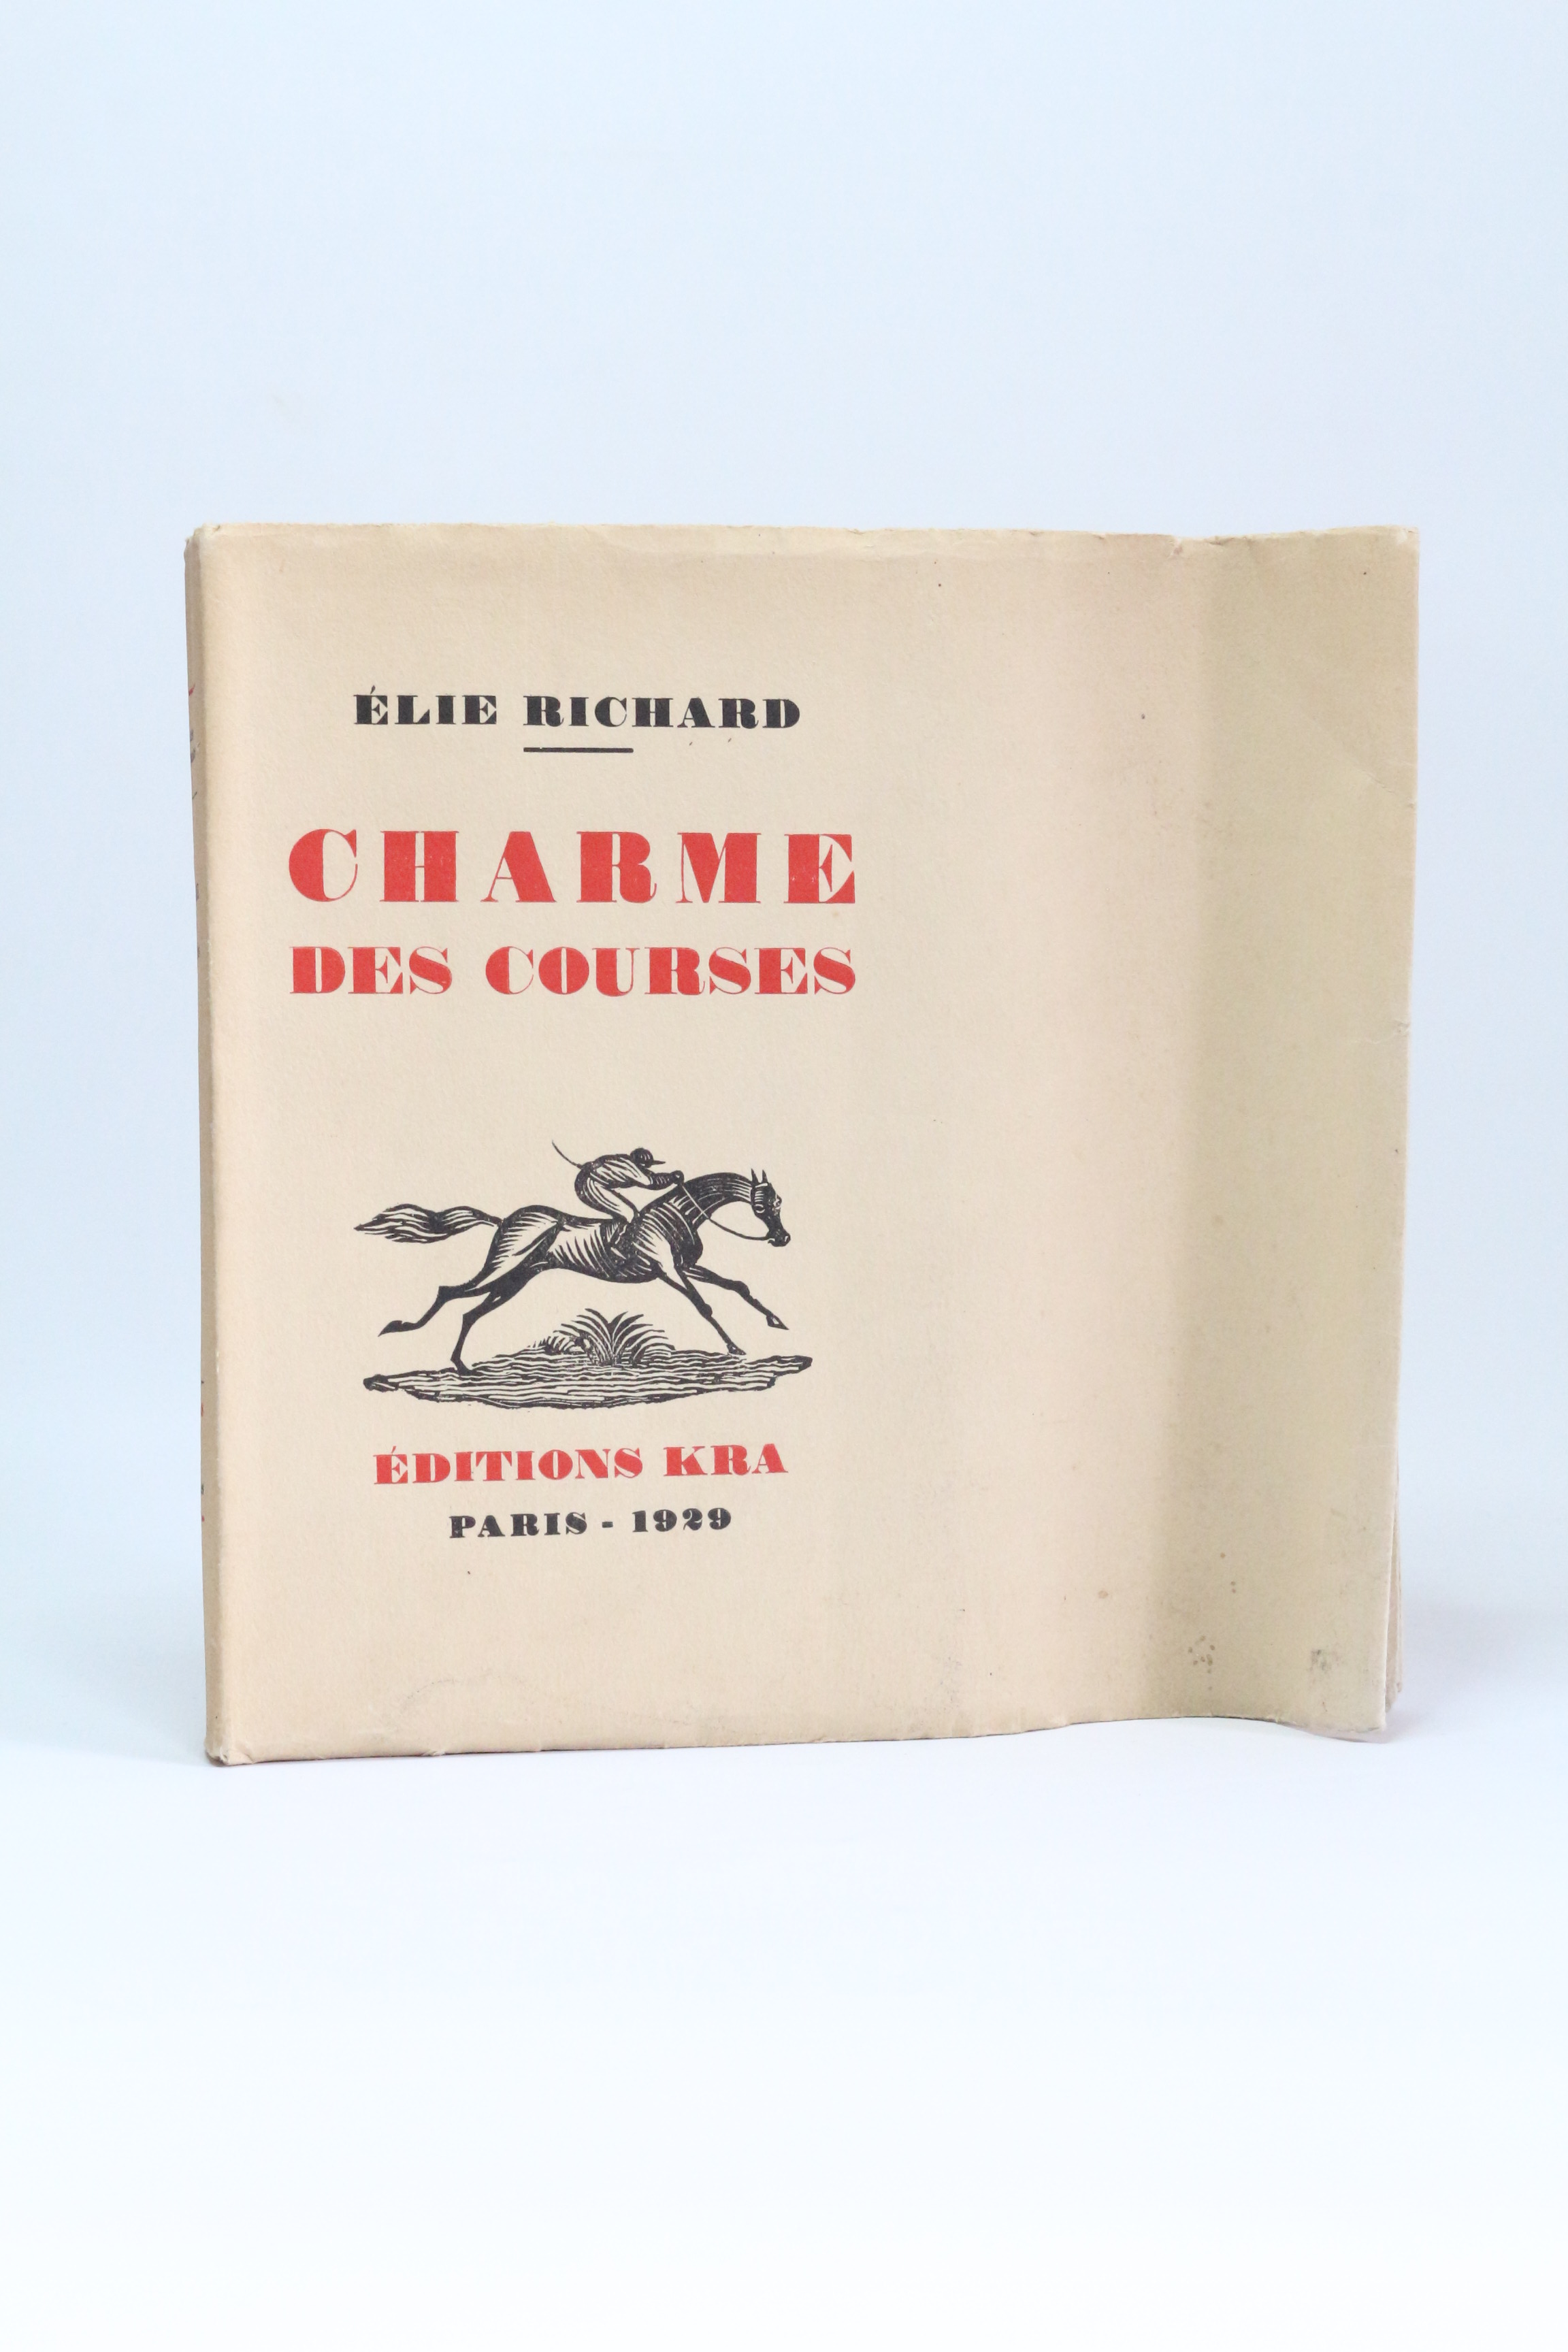 ÉLIE RICHARD
CHARME
DES COURSES
ÉDITIONS KRA
PARIS - 1929